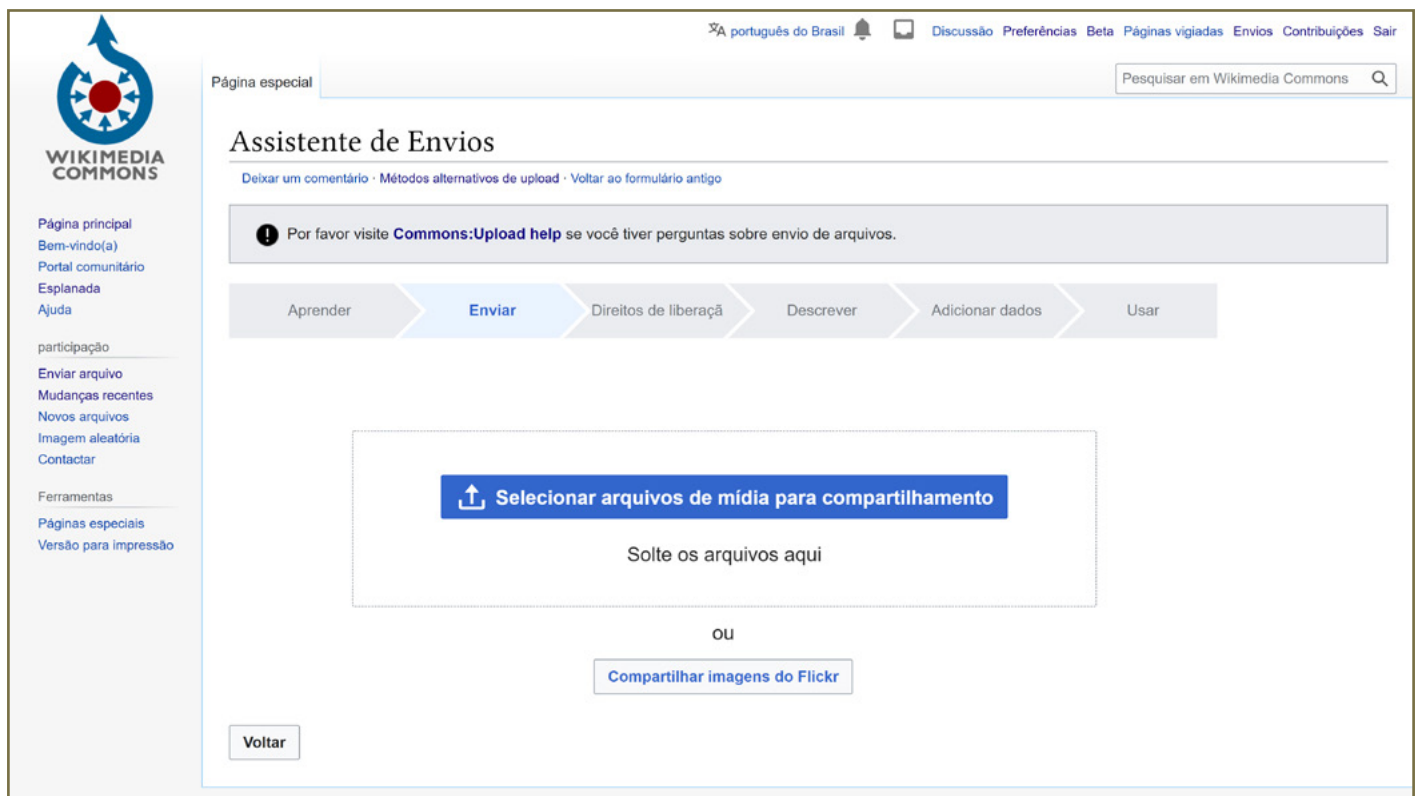 文A português do Brasil Discussão Preferências Beta Páginas vigiadas Envios Contribuições Sair
Página especial
Pesquisar em Wikimedia Commons
WIKIMEDIA
COMMONS
Assistente de Envios
Deixar um comentário · Métodos alternativos de upload · Voltar ao formulário antigo
Página principal
Bem-vindo(a)
Portal comunitário
Esplanada
Ajuda
participação
Enviar arquivo
Mudanças recentes
Novos arquivos
Imagem aleatória
Contactar
Ferramentas
Páginas especiais
Versão para impressão
Por favor visite Commons:Upload help se você tiver perguntas sobre envio de arquivos.
Aprender Enviar Direitos de liberaçã Descrever Adicionar dados Usar
Selecionar arquivos de mídia para compartilhamento
Solte os arquivos aqui
ou
Compartilhar imagens do Flickr
Voltar